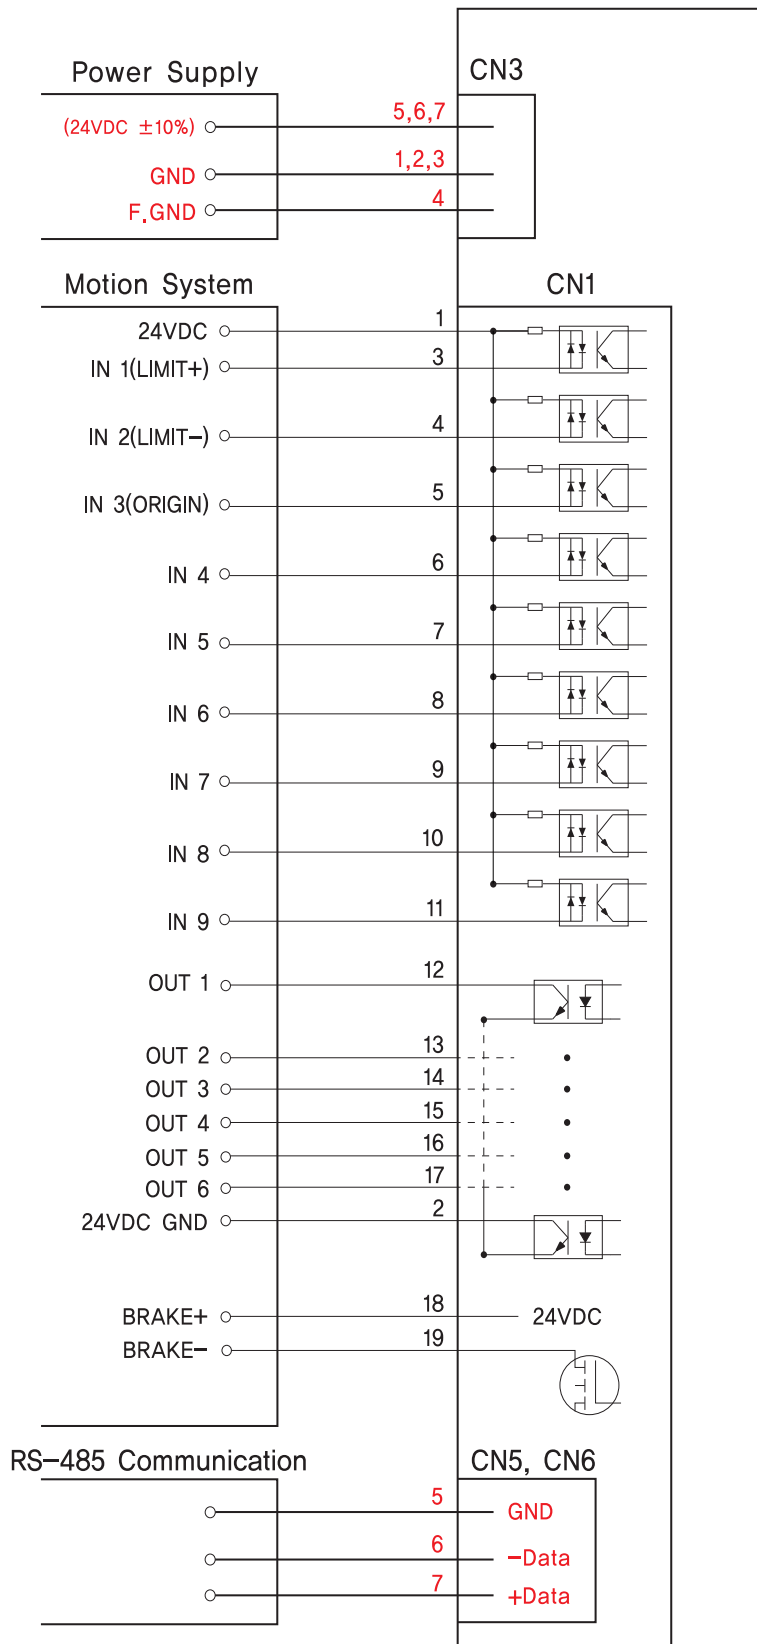 Power Supply CN3
(24VDC ±10%) 5,6,7
GND 1,2,3
F.GND 4
Motion System CN1
24VDC 1
IN 1(LIMIT+) 3
IN 2(LIMIT−) 4
IN 3(ORIGIN) 5
IN 4 6
IN 5 7
IN 6 8
IN 7 9
IN 8 10
IN 9 11
OUT 1 12
OUT 2 13
OUT 3 14
OUT 4 15
OUT 5 16
OUT 6 17
24VDC GND 2
BRAKE+ 18 24VDC
BRAKE− 19
RS−485 Communication CN5, CN6
5 GND
6 −Data
7 +Data